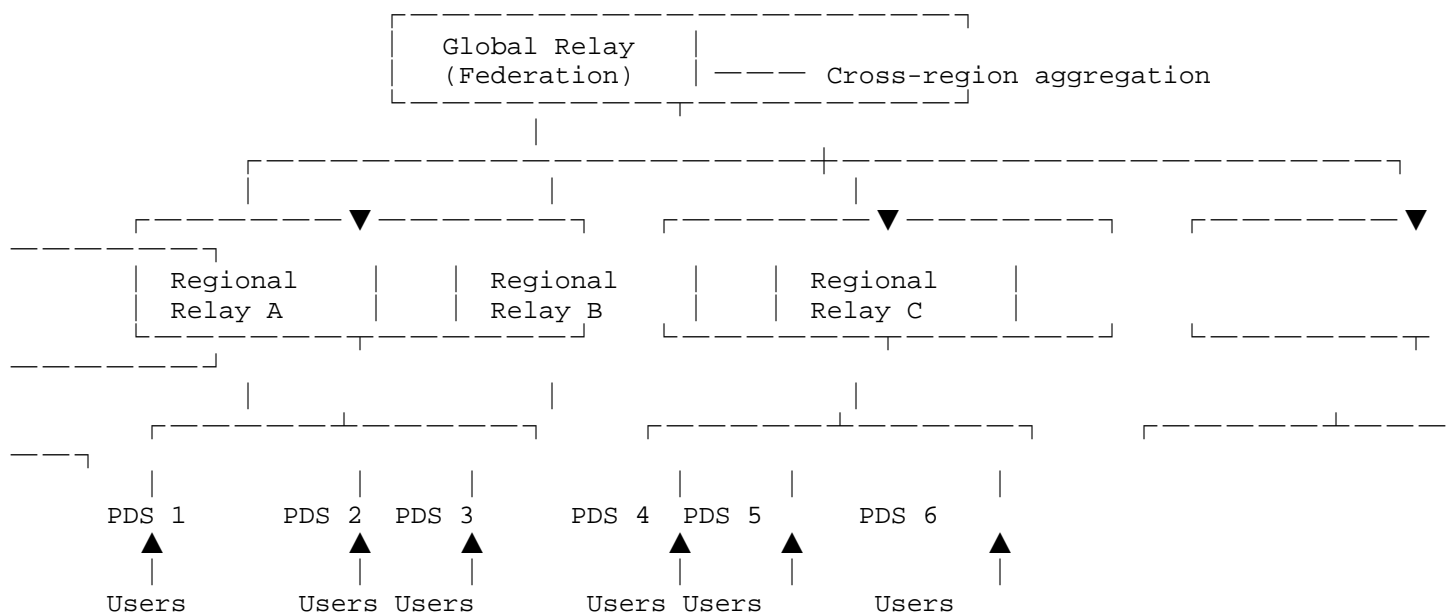 Global Relay
(Federation) Cross-region aggregation
Regional Regional Regional
Relay A Relay B Relay C
PDS 1 PDS 2 PDS 3 PDS 4 PDS 5 PDS 6
Users Users Users Users Users Users